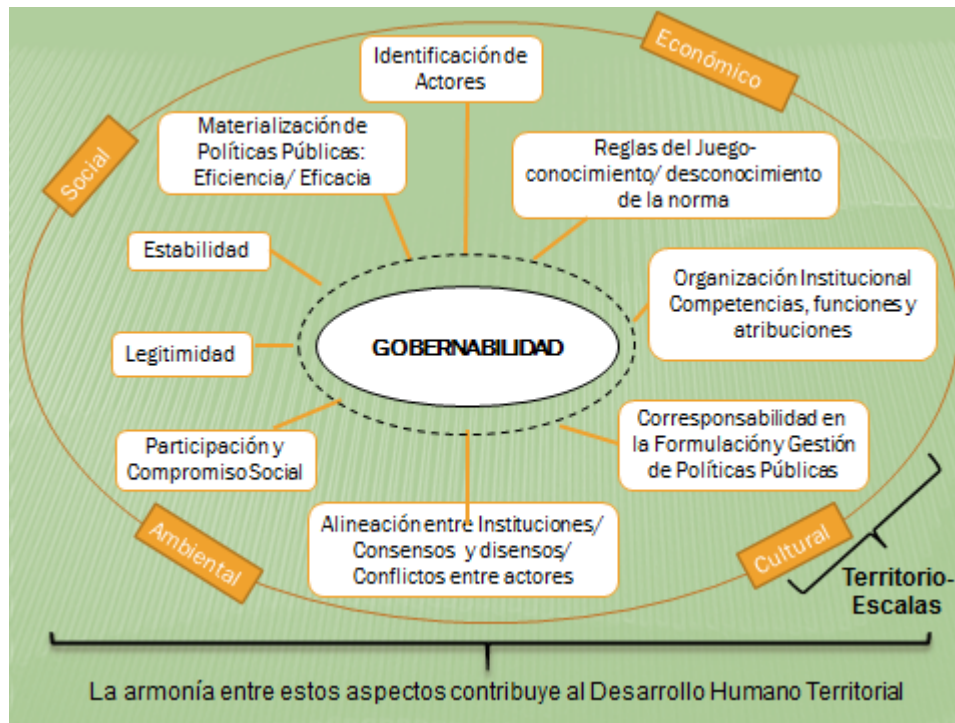 Identificación de
Actores
Económico
Materialización de
Políticas Públicas:
Eficiencia/ Eficacia
Social
Reglas del Juego-
conocimiento/ desconocimiento
de la norma
Estabilidad
Organización Institucional
Competencias, funciones y
atribuciones
GOBERNABILIDAD
Legitimidad
Corresponsabilidad en
la Formulación y Gestión
de Políticas Públicas
Participación y
Compromiso Social
Alineación entre Instituciones/
Consensos y disensos/
Conflictos entre actores
Ambiental
Cultural
Territorio-
Escalas
La armonía entre estos aspectos contribuye al Desarrollo Humano Territorial